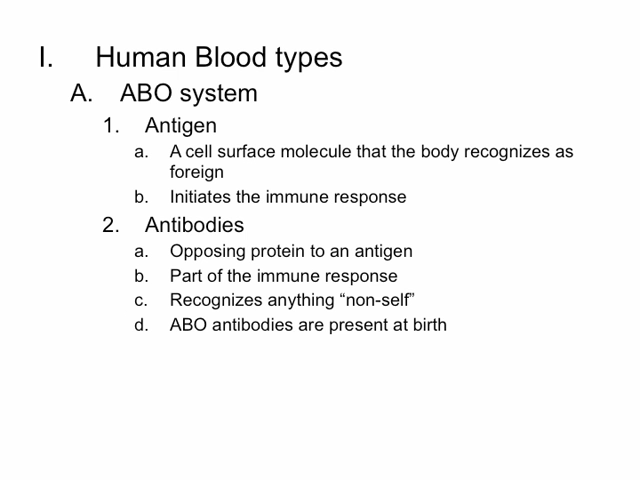 I. Human Blood types
A. ABO system
1. Antigen
a. A cell surface molecule that the body recognizes as
foreign
b. Initiates the immune response
2. Antibodies
a. Opposing protein to an antigen
b. Part of the immune response
c. Recognizes anything “non-self”
d. ABO antibodies are present at birth